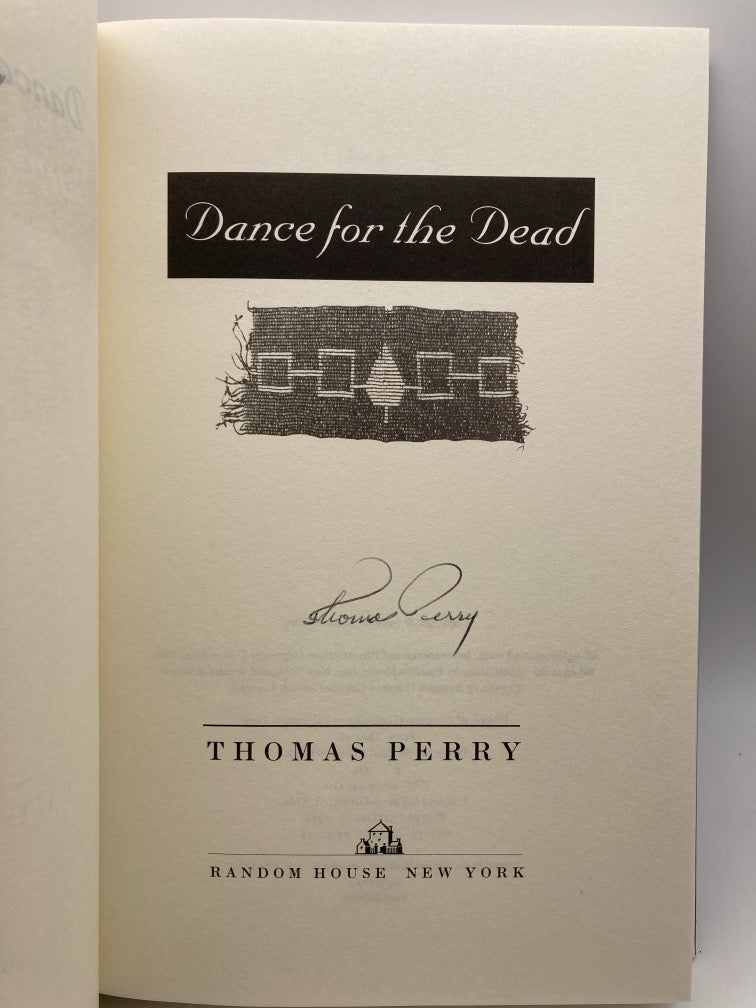 Dance for the Dead
Thomas Perry
THOMAS PERRY
RANDOM HOUSE NEW YORK